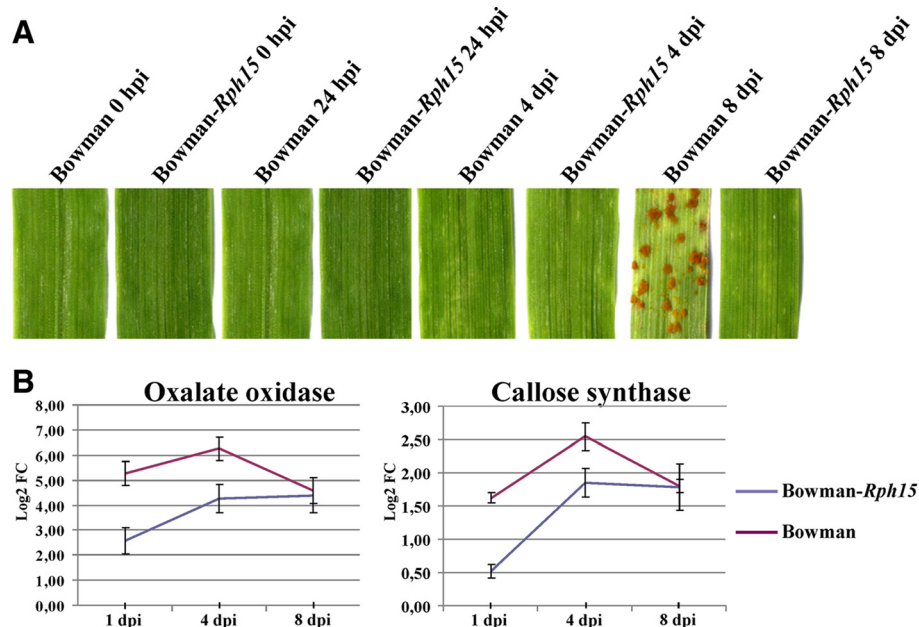 A
Bowman 0 hpi
Bowman-Rph15 0 hpi
Bowman 24 hpi
Bowman-Rph15 24 hpi
Bowman 4 dpi
Bowman-Rph15 4 dpi
Bowman 8 dpi
Bowman-Rph15 8 dpi
B
Oxalate oxidase
8,00
7,00
6,00
5,00
4,00
3,00
2,00
1,00
0,00
Log2 FC
1 dpi 4 dpi 8 dpi
Callose synthase
3,00
2,50
2,00
1,50
1,00
0,50
0,00
Log2 FC
1 dpi 4 dpi 8 dpi
Bowman-Rph15
Bowman